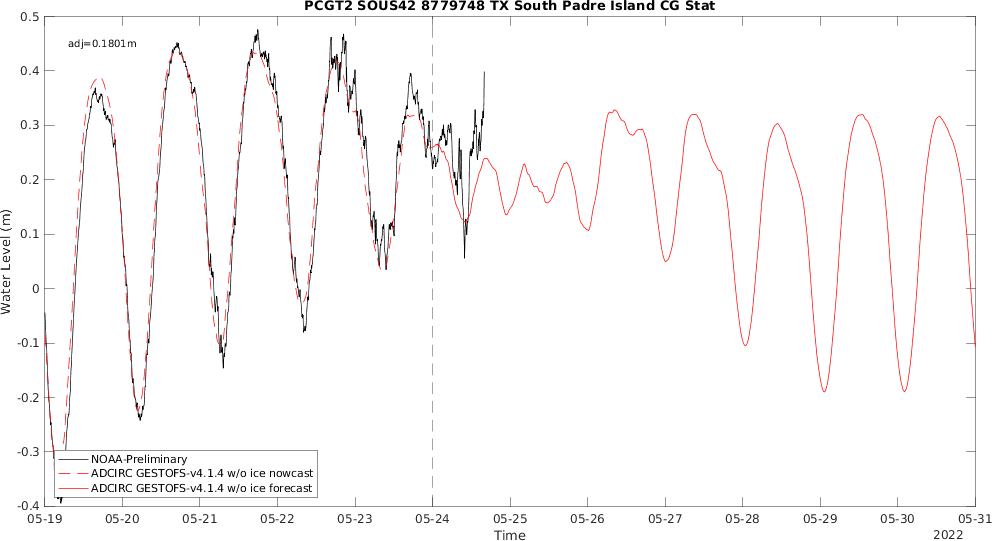 PCGT2 SOUS42 8779748 TX South Padre Island CG Stat
0.5
adj=0.1801m
0.4
0.3
0.2
0.1
0
-0.1
-0.2
-0.3
-0.4
Water Level (m)
NOAA-Preliminary
ADCIRC GESTOFS-v4.1.4 w/o ice nowcast
ADCIRC GESTOFS-v4.1.4 w/o ice forecast
05-19 05-20 05-21 05-22 05-23 05-24 05-25 05-26 05-27 05-28 05-29 05-30 05-31
Time
2022